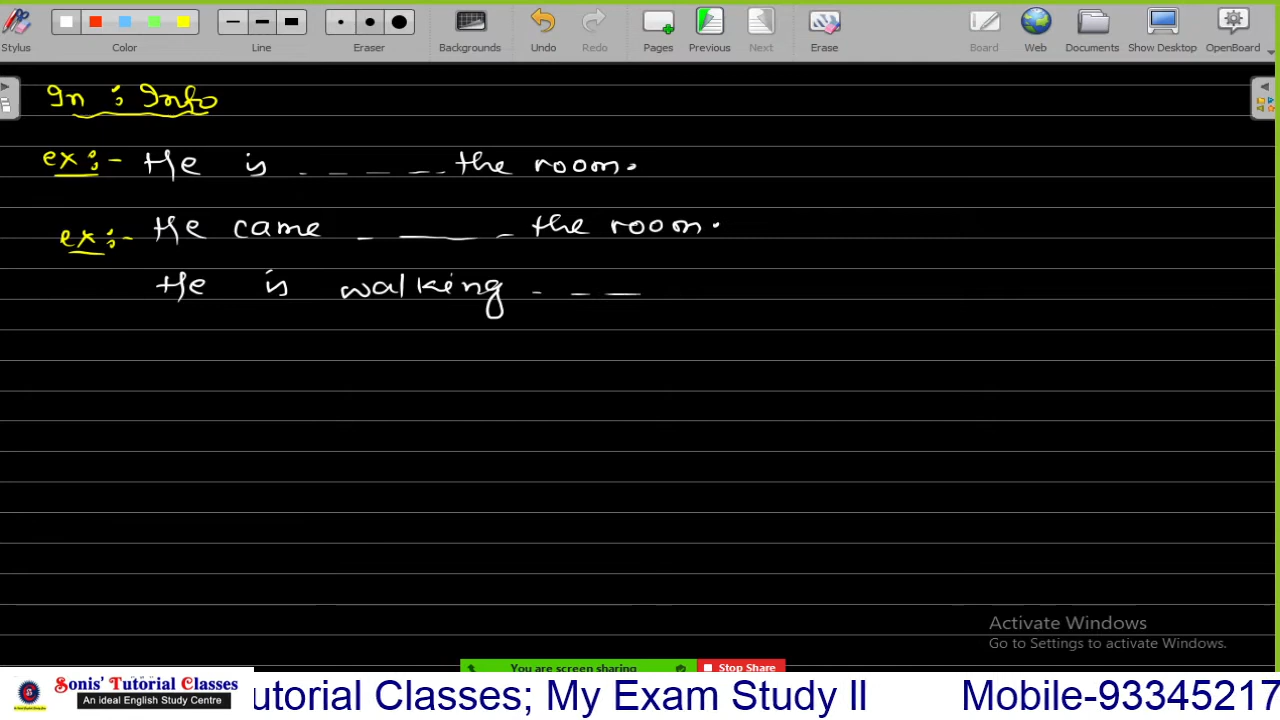 Stylus Color Line Eraser Backgrounds Undo Redo Pages Previous Next Erase Board Web Documents Show Desktop OpenBoard
In : Into
ex:- He is _ _ _ _ the room.
ex:- He came _ ___ _ the room.
He is walking - _ __
Activate Windows
Go to Settings to activate Windows.
You are screen sharing Stop Share
Sonis' Tutorial Classes
An ideal English Study Centre
utorial Classes; My Exam Study II Mobile-93345217